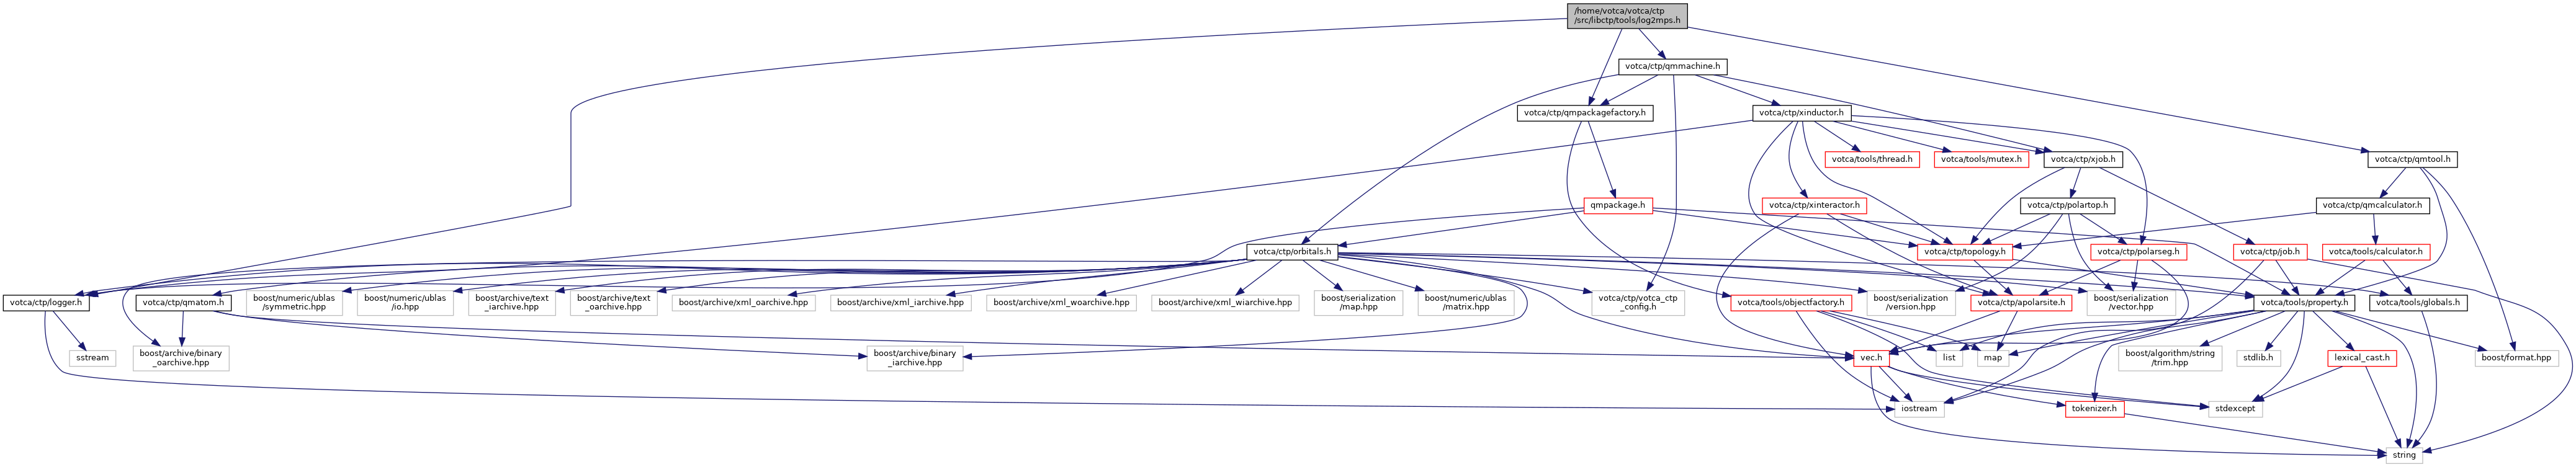 /home/votca/votca/ctp
/src/libctp/tools/log2mps.h
votca/ctp/qmmachine.h
votca/ctp/qmpackagefactory.h
votca/ctp/xinductor.h
votca/tools/thread.h
votca/tools/mutex.h
votca/ctp/xjob.h
votca/ctp/qmtool.h
qmpackage.h
votca/ctp/xinteractor.h
votca/ctp/polartop.h
votca/ctp/qmcalculator.h
votca/ctp/orbitals.h
votca/ctp/topology.h
votca/ctp/polarseg.h
votca/ctp/job.h
votca/tools/calculator.h
votca/ctp/logger.h
votca/ctp/qmatom.h
boost/numeric/ublas
/symmetric.hpp
boost/numeric/ublas
/io.hpp
boost/archive/text
_iarchive.hpp
boost/archive/text
_oarchive.hpp
boost/archive/xml_oarchive.hpp
boost/archive/xml_iarchive.hpp
boost/archive/xml_woarchive.hpp
boost/archive/xml_wiarchive.hpp
boost/serialization
/map.hpp
boost/numeric/ublas
/matrix.hpp
votca/ctp/votca_ctp
_config.h
votca/tools/objectfactory.h
boost/serialization
/version.hpp
votca/ctp/apolarsite.h
boost/serialization
/vector.hpp
votca/tools/property.h
votca/tools/globals.h
sstream
boost/archive/binary
_oarchive.hpp
boost/archive/binary
_iarchive.hpp
vec.h
list
map
boost/algorithm/string
/trim.hpp
stdlib.h
lexical_cast.h
boost/format.hpp
iostream
tokenizer.h
stdexcept
string